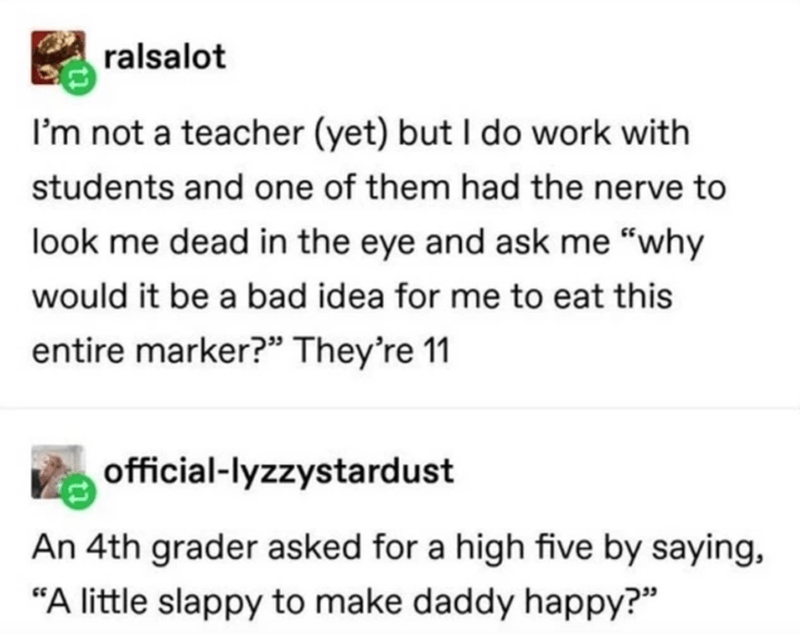 ralsalot
I’m not a teacher (yet) but I do work with
students and one of them had the nerve to
look me dead in the eye and ask me “why
would it be a bad idea for me to eat this
entire marker?” They’re 11
official-lyzzystardust
An 4th grader asked for a high five by saying,
“A little slappy to make daddy happy?”